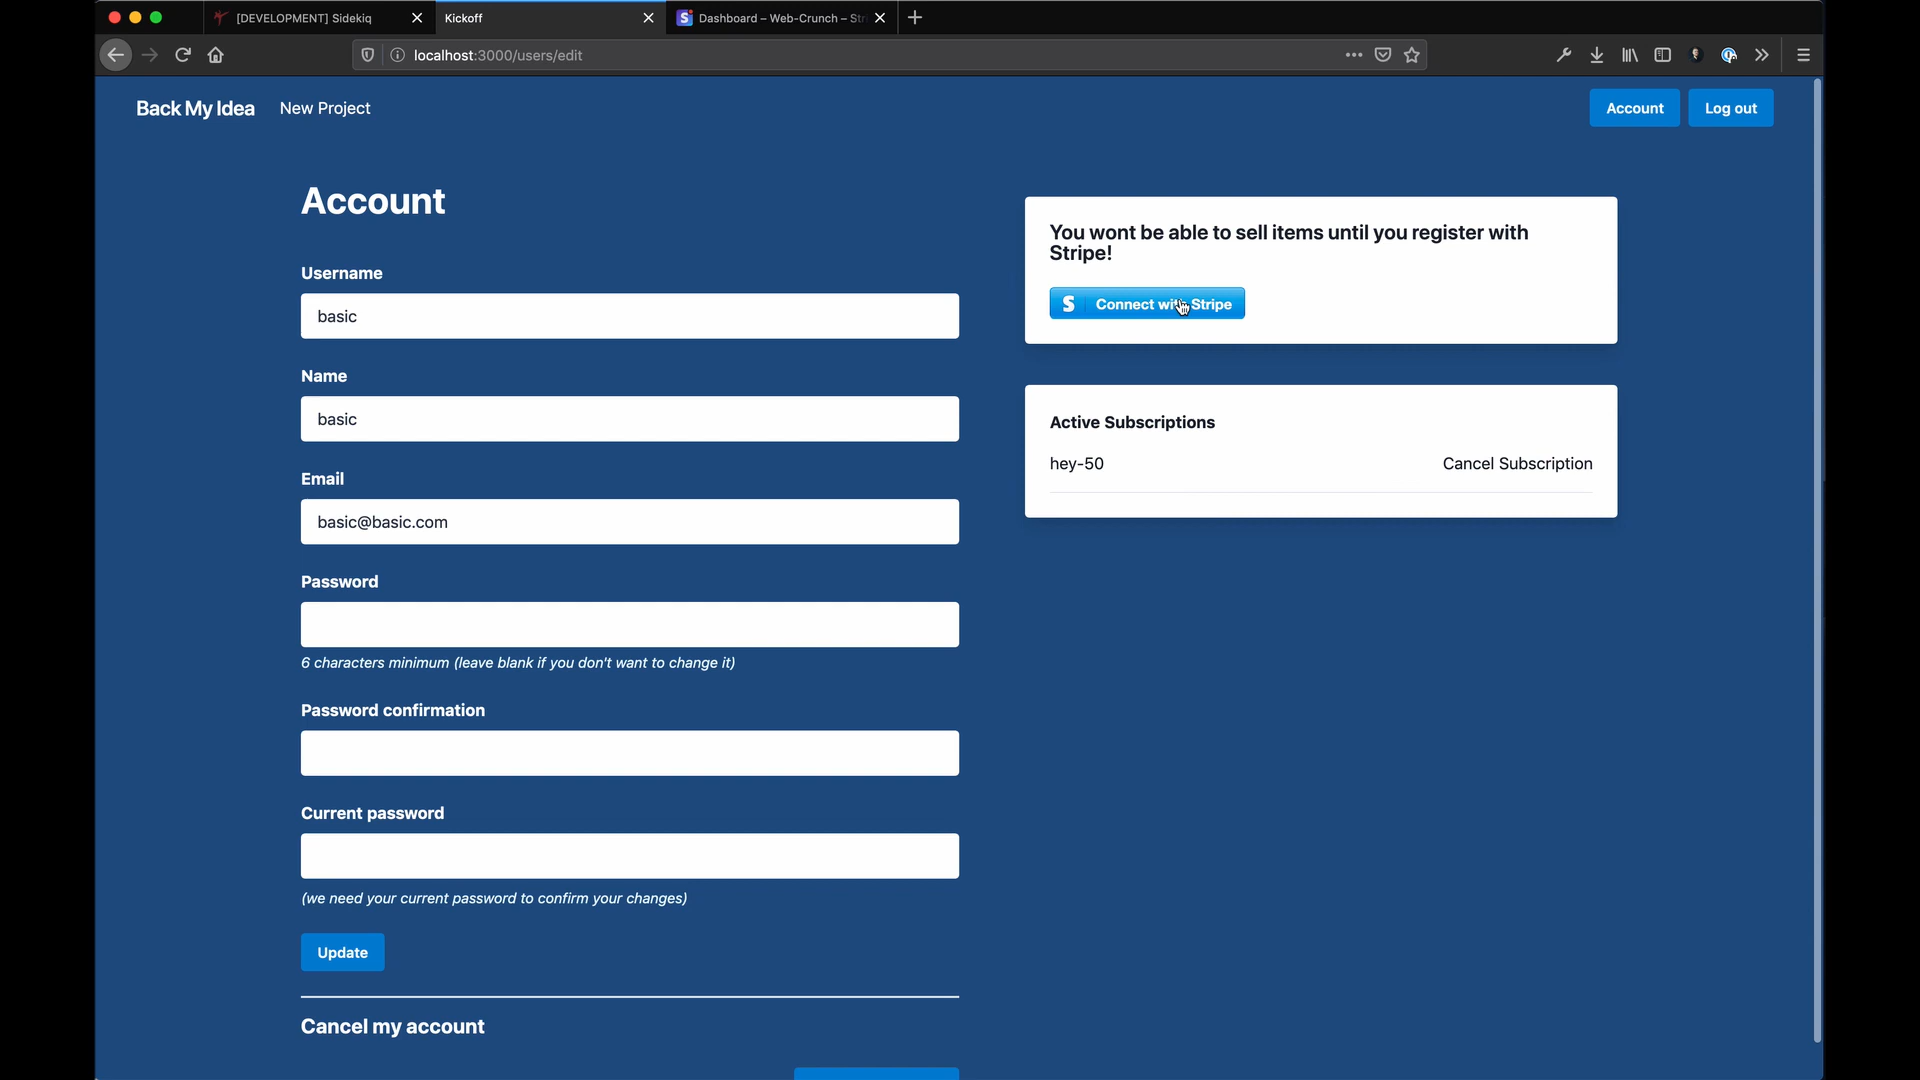 [DEVELOPMENT] Sidekiq
Kickoff
Dashboard – Web-Crunch – Str
localhost:3000/users/edit
Back My Idea
New Project
Account
Log out
Account
Username
basic
Name
basic
Email
basic@basic.com
Password
6 characters minimum (leave blank if you don't want to change it)
Password confirmation
Current password
(we need your current password to confirm your changes)
Update
Cancel my account
You wont be able to sell items until you register with
Stripe!
S Connect with Stripe
Active Subscriptions
hey-50
Cancel Subscription